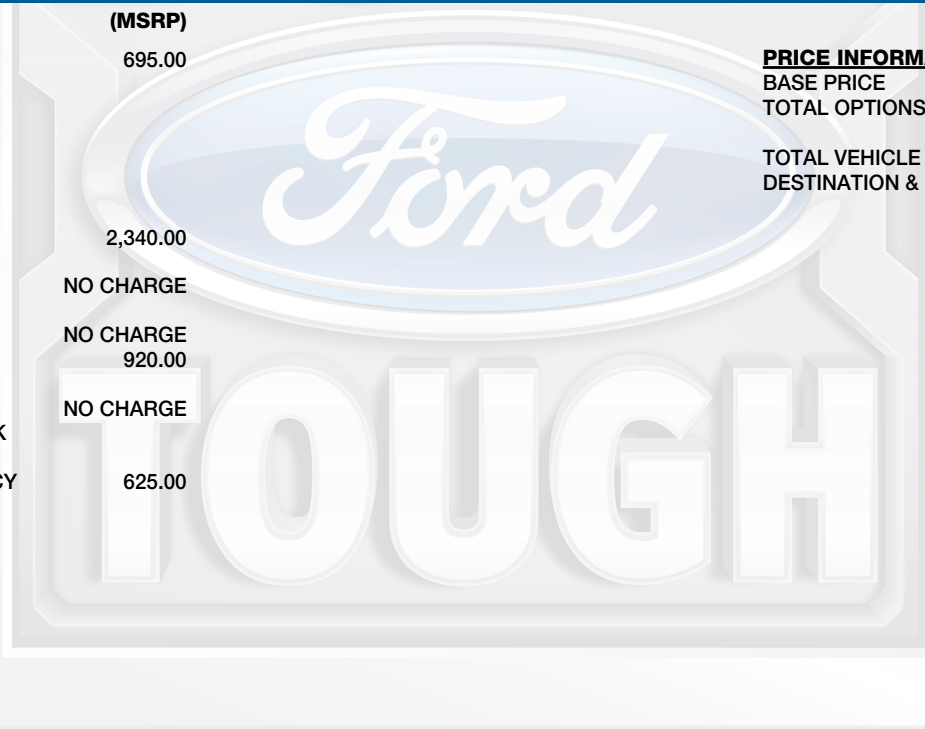 (MSRP)
695.00
2,340.00
NO CHARGE
NO CHARGE
920.00
NO CHARGE
K
CY
625.00
PRICE INFORM
BASE PRICE
TOTAL OPTIONS
TOTAL VEHICLE
DESTINATION &
Ford
TOUGH